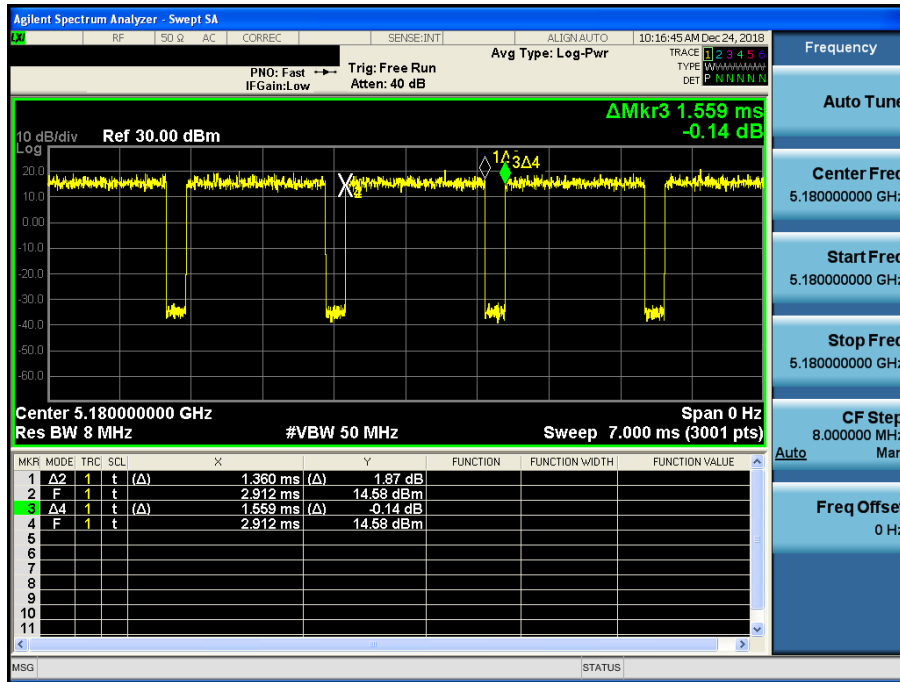 Agilent Spectrum Analyzer - Swept SA
LXI RF 50 Ω AC CORREC SENSE:INT ALIGN AUTO 10:16:45 AM Dec 24, 2018
Avg Type: Log-Pwr TRACE 1 2 3 4 5 6
PNO: Fast Trig: Free Run TYPE WWWWWW
IFGain:Low Atten: 40 dB DET P N N N N N
ΔMkr3 1.559 ms
10 dB/div Ref 30.00 dBm -0.14 dB
Log
20.0
10.0
0.00
-10.0
-20.0
-30.0
-40.0
-50.0
-60.0
3Δ4
Center 5.180000000 GHz Span 0 Hz
Res BW 8 MHz #VBW 50 MHz Sweep 7.000 ms (3001 pts)
MKR MODE TRC SCL X Y FUNCTION FUNCTION WIDTH FUNCTION VALUE
1 Δ2 1 t (Δ) 1.360 ms (Δ) 1.87 dB
2 F 1 t 2.912 ms 14.58 dBm
3 Δ4 1 t (Δ) 1.559 ms (Δ) -0.14 dB
4 F 1 t 2.912 ms 14.58 dBm
5
6
7
8
9
10
11
MSG STATUS
Frequency
Auto Tune
Center Freq
5.180000000 GHz
Start Freq
5.180000000 GHz
Stop Freq
5.180000000 GHz
CF Step
8.000000 MHz
Auto Man
Freq Offset
0 Hz